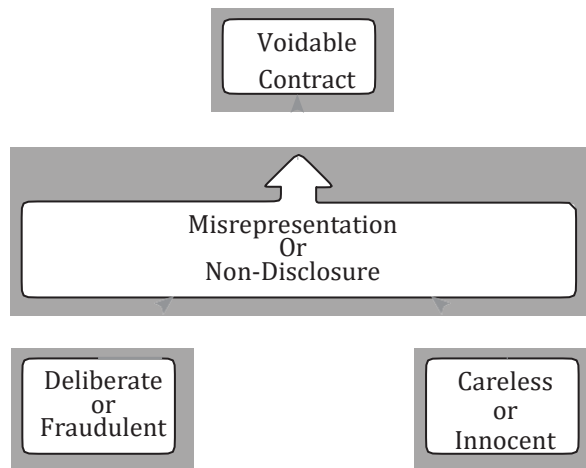 Voidable
Contract
Misrepresentation
Or
Non-Disclosure
Deliberate
or
Fraudulent
Careless
or
Innocent